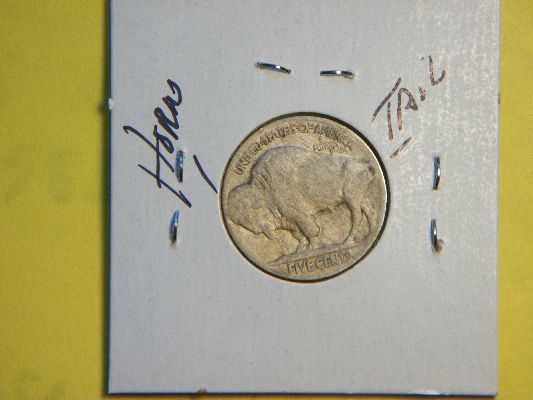 HORN
TAIL
UNITED STATES OF AMERICA
FIVE CENTS